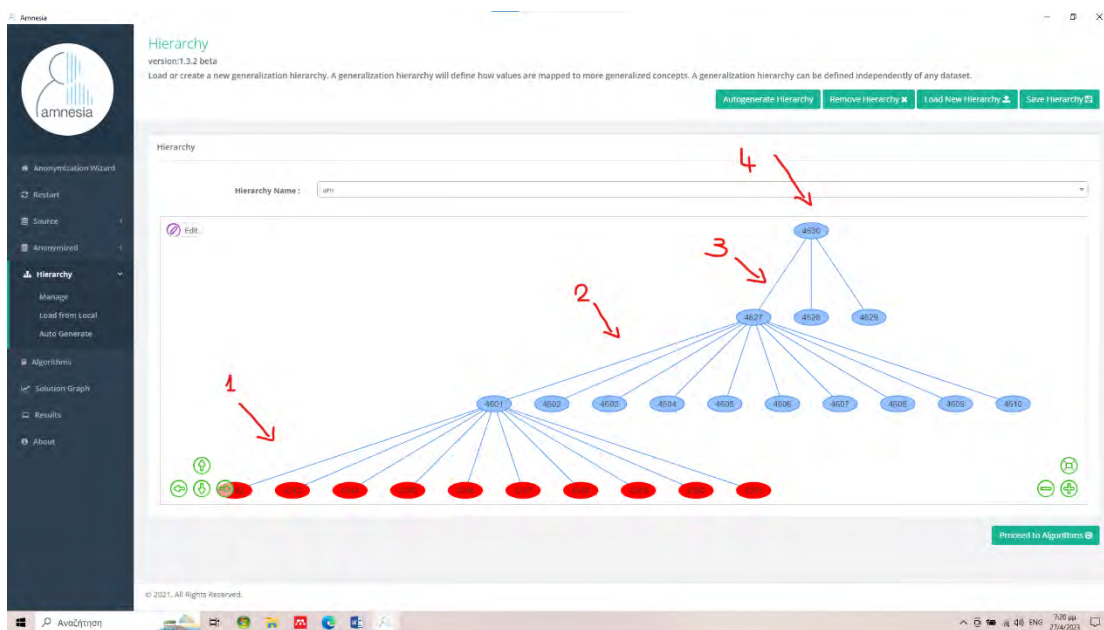 Amnesia
amnesia
Hierarchy
version:1.3.2 beta
Load or create a new generalization hierarchy. A generalization hierarchy will define how values are mapped to more generalized concepts. A generalization hierarchy can be defined independently of any dataset.
Autogenerate Hierarchy Remove Hierarchy Load New Hierarchy Save Hierarchy
Anonymization Wizard
Restart
Source
Anonymized
Hierarchy
Manage
Load from Local
Auto Generate
Algorithms
Solution Graph
Results
About
Hierarchy
Hierarchy Name : am
Edit
4
4630
3
4627 4628 4629
2
4601 4602 4603 4604 4605 4606 4607 4608 4609 4610
1
Proceed to Algorithms
© 2021, All Rights Reserved.
Αναζήτηση
ENG
7:20 μμ
27/4/2023